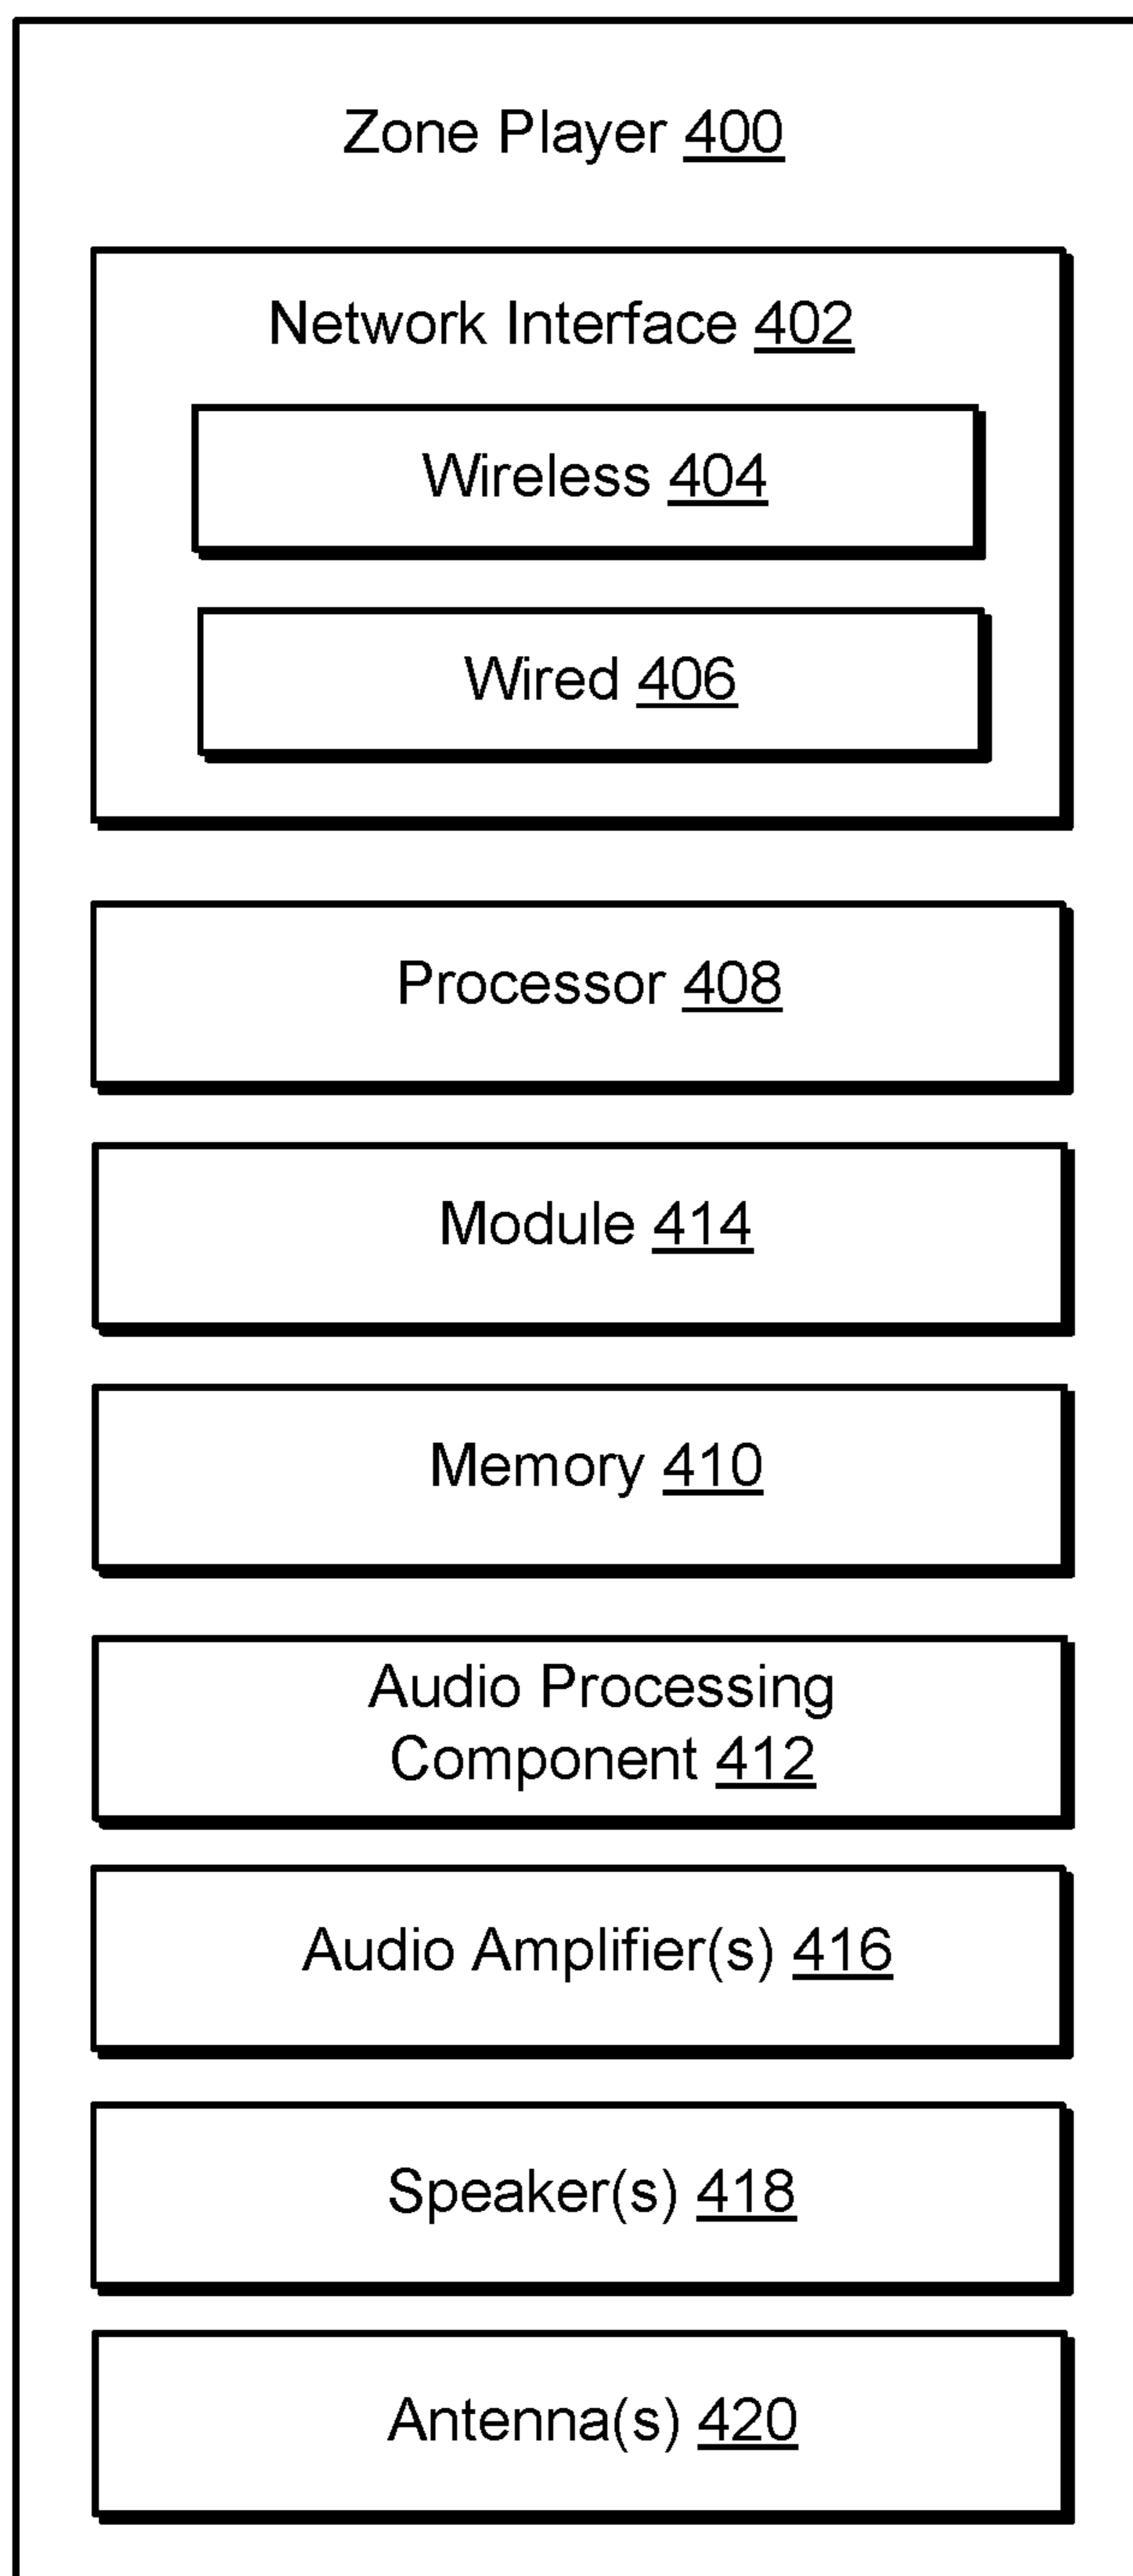 Zone Player 400
Network Interface 402
Wireless 404
Wired 406
Processor 408
Module 414
Memory 410
Audio Processing
Component 412
Audio Amplifier(s) 416
Speaker(s) 418
Antenna(s) 420